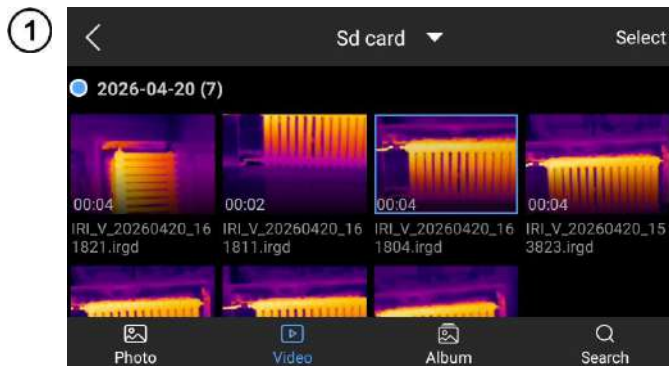 1
Sd card
Select
2026-04-20 (7)
00:04
00:02
00:04
00:04
IRI_V_20260420_16
1821.irgd
IRI_V_20260420_16
1811.irgd
IRI_V_20260420_16
1804.irgd
IRI_V_20260420_15
3823.irgd
Photo
Video
Album
Search